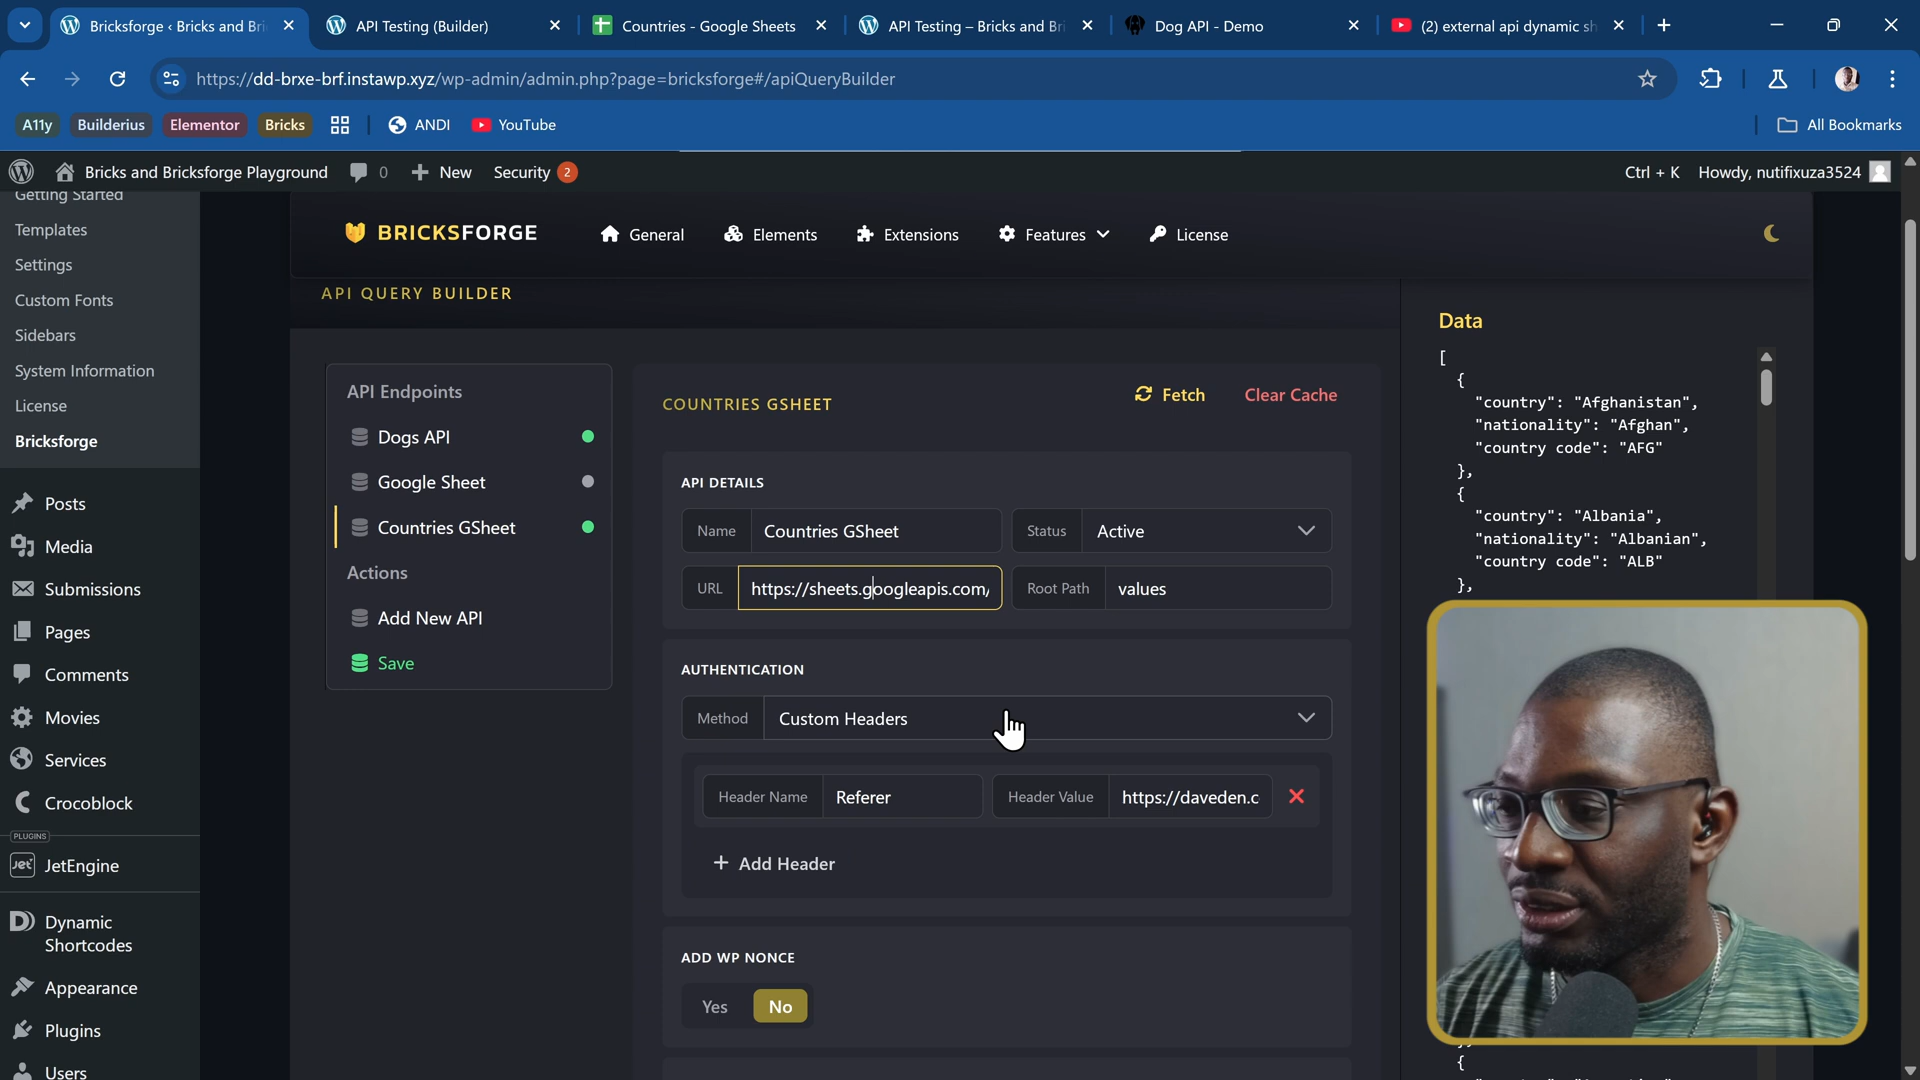 Bricksforge ‹ Bricks and Bri
API Testing (Builder)
Countries - Google Sheets
API Testing – Bricks and Bri
Dog API - Demo
(2) external api dynamic sh
https://dd-brxe-brf.instawp.xyz/wp-admin/admin.php?page=bricksforge#/apiQueryBuilder
A11y
Builderius
Elementor
Bricks
ANDI
YouTube
All Bookmarks
Bricks and Bricksforge Playground
0
New
Security 2
Ctrl + K
Howdy, nutifixuza3524
Getting Started
Templates
Settings
Custom Fonts
Sidebars
System Information
License
Bricksforge
Posts
Media
Submissions
Pages
Comments
Movies
Services
Crocoblock
PLUGINS
JetEngine
Dynamic
Shortcodes
Appearance
Plugins
Users
BRICKSFORGE
General
Elements
Extensions
Features
License
API QUERY BUILDER
API Endpoints
Dogs API
Google Sheet
Countries GSheet
Actions
Add New API
Save
COUNTRIES GSHEET
Fetch
Clear Cache
API DETAILS
Name Countries GSheet
Status Active
URL https://sheets.googleapis.com/
Root Path values
AUTHENTICATION
Method Custom Headers
Header Name Referer
Header Value https://daveden.c
+ Add Header
ADD WP NONCE
Yes No
Data
[
{
"country": "Afghanistan",
"nationality": "Afghan",
"country code": "AFG"
},
{
"country": "Albania",
"nationality": "Albanian",
"country code": "ALB"
},
{